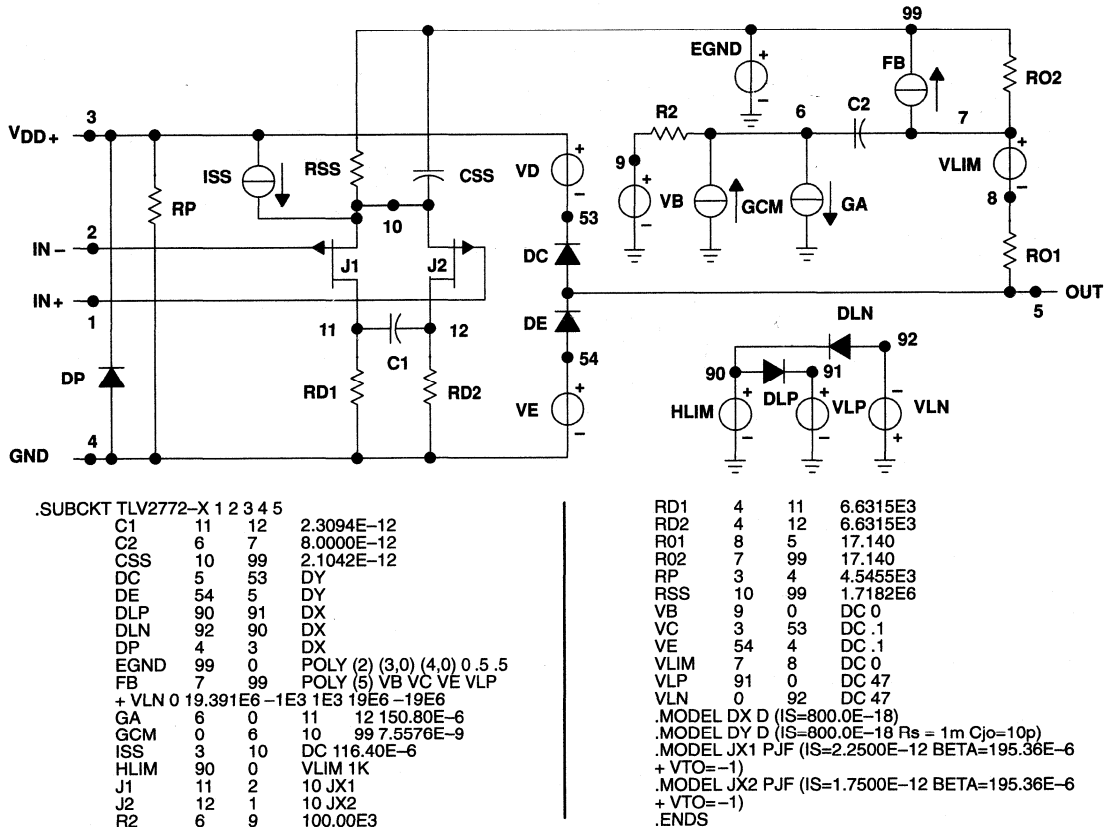 99
EGND
+
FB
RO2
3
VDD+
R2
6
C2
7
+
ISS
RSS
CSS
VD
+
VLIM
9
8
RP
10
53
VB
GCM
GA
2
IN –
J1
J2
DC
RO1
IN+
1
OUT
5
11
12
C1
DE
DLN
92
54
90
91
DP
RD1
RD2
VE
+
HLIM
DLP
VLP
VLN
4
GND
.SUBCKT TLV2772–X 1 2 3 4 5
C1 11 12 2.3094E–12
C2 6 7 8.0000E–12
CSS 10 99 2.1042E–12
DC 5 53 DY
DE 54 5 DY
DLP 90 91 DX
DLN 92 90 DX
DP 4 3 DX
EGND 99 0 POLY (2) (3,0) (4,0) 0 .5 .5
FB 7 99 POLY (5) VB VC VE VLP
+ VLN 0 19.391E6 –1E3 1E3 19E6 –19E6
GA 6 0 11 12 150.80E–6
GCM 0 6 10 99 7.5576E–9
ISS 3 10 DC 116.40E–6
HLIM 90 0 VLIM 1K
J1 11 2 10 JX1
J2 12 1 10 JX2
R2 6 9 100.00E3
RD1 4 11 6.6315E3
RD2 4 12 6.6315E3
R01 8 5 17.140
R02 7 99 17.140
RP 3 4 4.5455E3
RSS 10 99 1.7182E6
VB 9 0 DC 0
VC 3 53 DC .1
VE 54 4 DC .1
VLIM 7 8 DC 0
VLP 91 0 DC 47
VLN 0 92 DC 47
.MODEL DX D (IS=800.0E–18)
.MODEL DY D (IS=800.0E–18 Rs = 1m Cjo=10p)
.MODEL JX1 PJF (IS=2.2500E–12 BETA=195.36E–6
+ VTO=–1)
.MODEL JX2 PJF (IS=1.7500E–12 BETA=195.36E–6
+ VTO=–1)
.ENDS